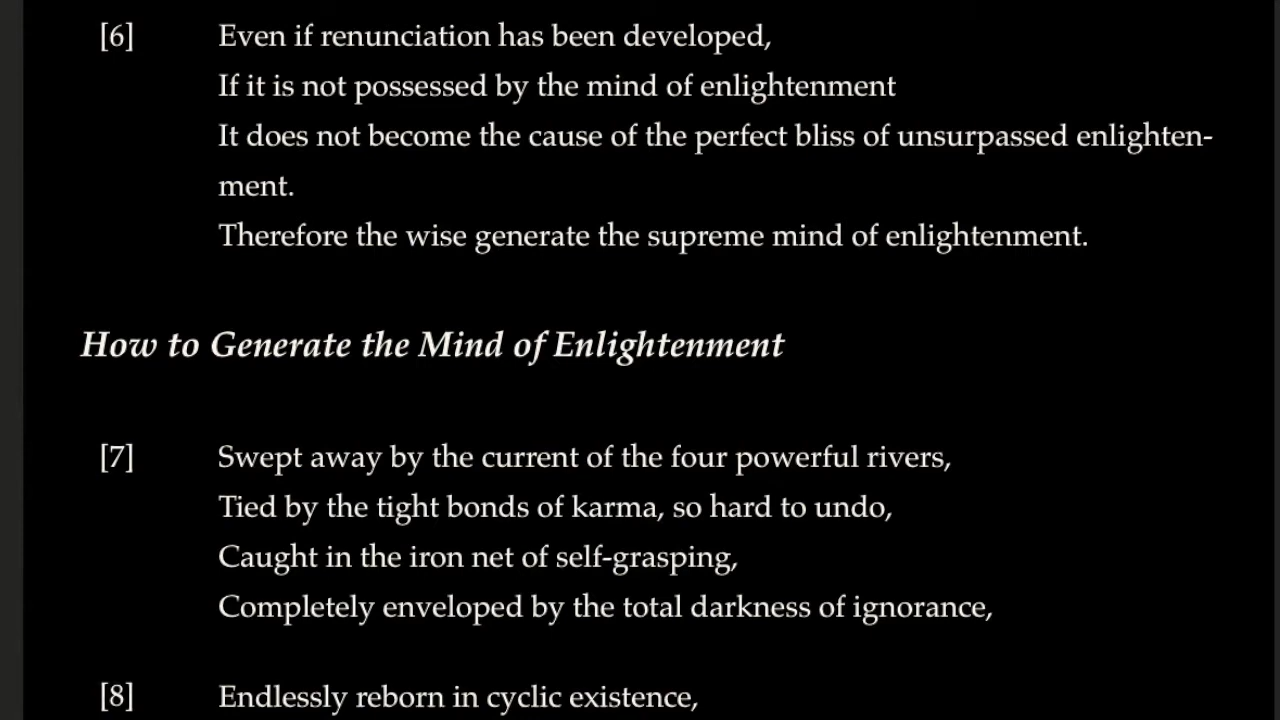 [6] Even if renunciation has been developed,
If it is not possessed by the mind of enlightenment
It does not become the cause of the perfect bliss of unsurpassed enlighten-
ment.
Therefore the wise generate the supreme mind of enlightenment.
How to Generate the Mind of Enlightenment
[7] Swept away by the current of the four powerful rivers,
Tied by the tight bonds of karma, so hard to undo,
Caught in the iron net of self-grasping,
Completely enveloped by the total darkness of ignorance,
[8] Endlessly reborn in cyclic existence,